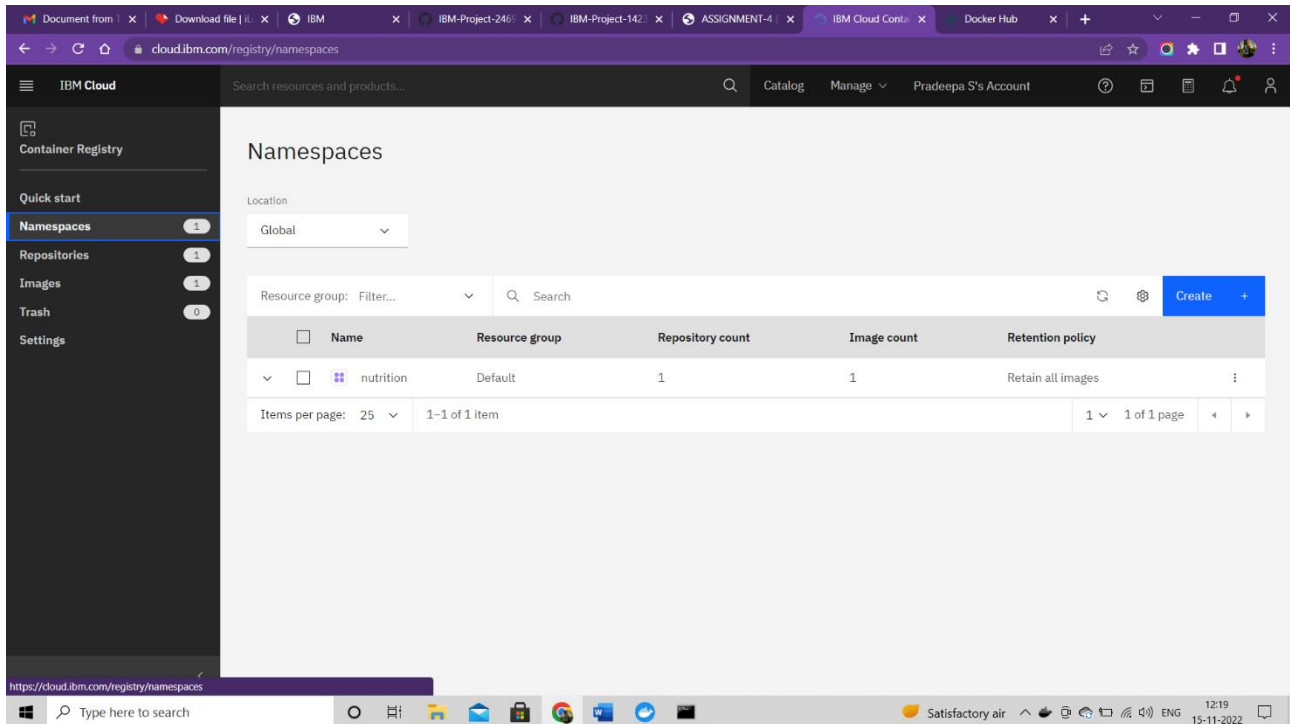 Document from T
Download file | iL
IBM
IBM-Project-2469
IBM-Project-1423
ASSIGNMENT-4 (
IBM Cloud Conta
Docker Hub
cloud.ibm.com/registry/namespaces
IBM Cloud
Search resources and products...
Catalog
Manage
Pradeepa S's Account
Container Registry
Quick start
Namespaces 1
Repositories 1
Images 1
Trash 0
Settings
Namespaces
Location
Global
Resource group: Filter...
Search
Create +
Name Resource group Repository count Image count Retention policy
nutrition Default 1 1 Retain all images
Items per page: 25 1–1 of 1 item 1 1 of 1 page
https://cloud.ibm.com/registry/namespaces
Type here to search
Satisfactory air
ENG
12:19
15-11-2022